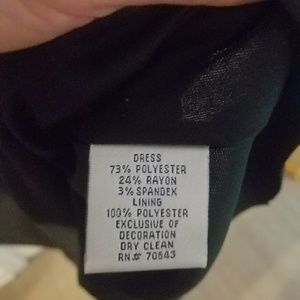 DRESS
73% POLYESTER
24% RAYON
3% SPANDEX
LINING
100% POLYESTER
EXCLUSIVE OF
DECORATION
DRY CLEAN
RN# 70543